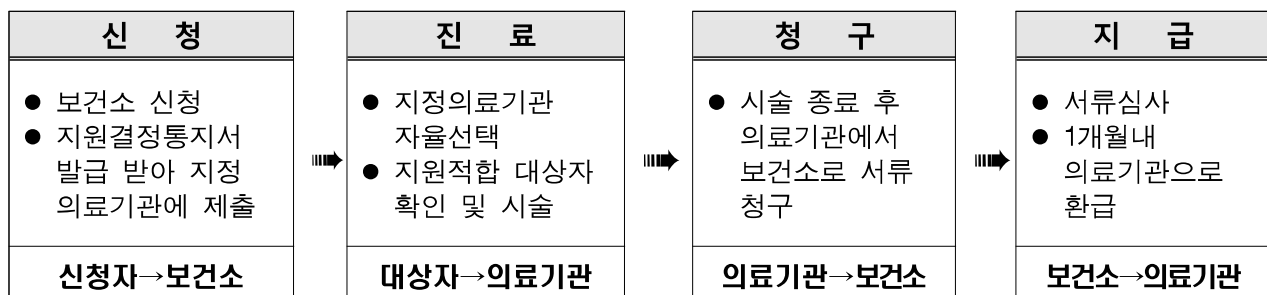 신 청
● 보건소 신청
● 지원결정통지서
발급 받아 지정
의료기관에 제출
신청자→보건소
진 료
● 지정의료기관
자율선택
● 지원적합 대상자
확인 및 시술
대상자→의료기관
청 구
● 시술 종료 후
의료기관에서
보건소로 서류
청구
의료기관→보건소
지 급
● 서류심사
● 1개월내
의료기관으로
환급
보건소→의료기관